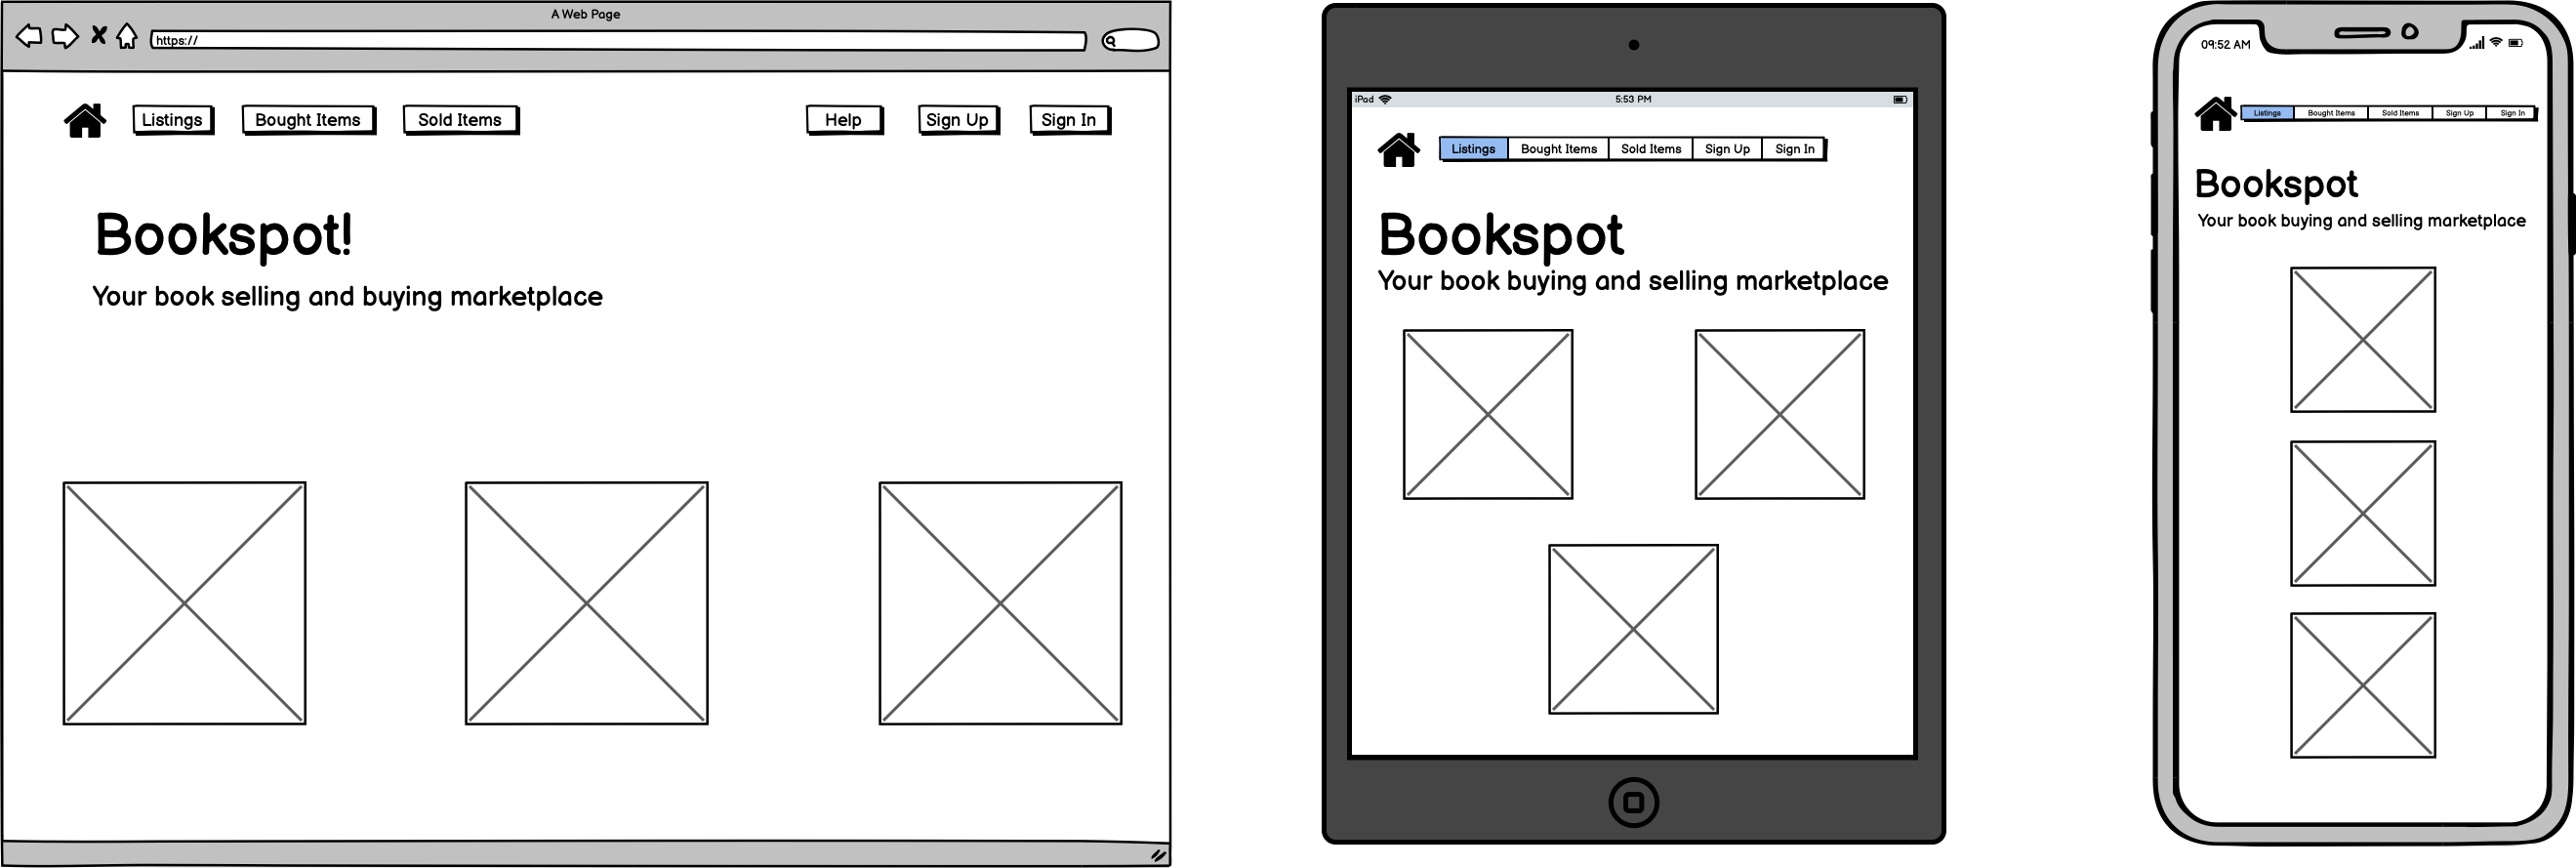 A Web Page
https://
Listings Bought Items Sold Items Help Sign Up Sign In
Bookspot!
Your book selling and buying marketplace
iPad 5:53 PM
Listings Bought Items Sold Items Sign Up Sign In
Bookspot
Your book buying and selling marketplace
09:52 AM
Listings Bought Items Sold Items Sign Up Sign In
Bookspot
Your book buying and selling marketplace